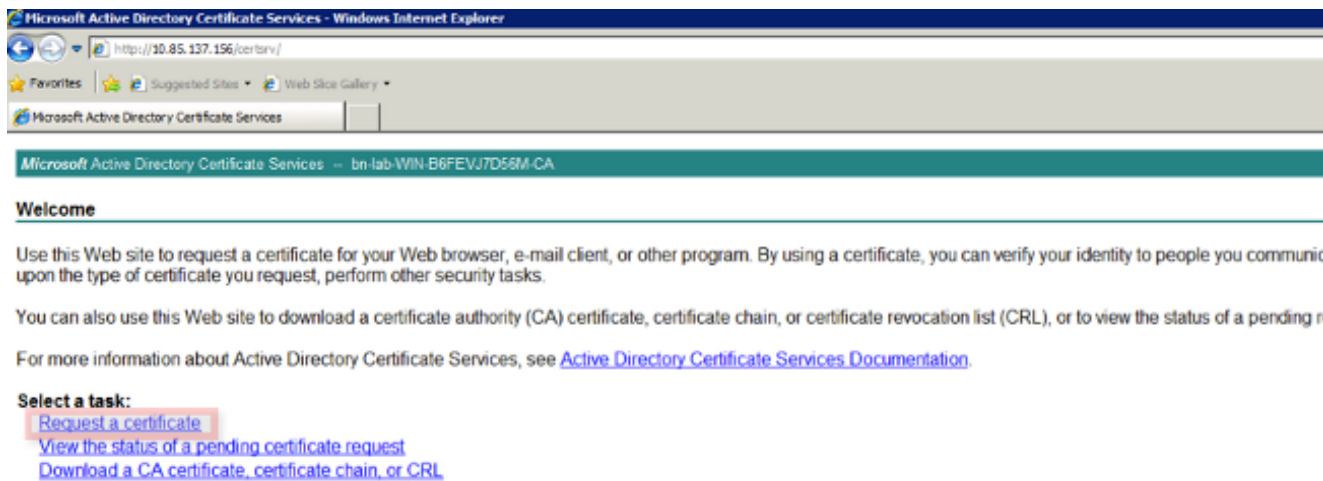 Microsoft Active Directory Certificate Services - Windows Internet Explorer
http://10.85.137.156/certsrv/
Favorites Suggested Sites Web Slice Gallery
Microsoft Active Directory Certificate Services
Microsoft Active Directory Certificate Services -- bn-lab-WIN-B6FEVJ7D56M-CA
Welcome
Use this Web site to request a certificate for your Web browser, e-mail client, or other program. By using a certificate, you can verify your identity to people you communic
upon the type of certificate you request, perform other security tasks.
You can also use this Web site to download a certificate authority (CA) certificate, certificate chain, or certificate revocation list (CRL), or to view the status of a pending r
For more information about Active Directory Certificate Services, see Active Directory Certificate Services Documentation.
Select a task:
Request a certificate
View the status of a pending certificate request
Download a CA certificate, certificate chain, or CRL